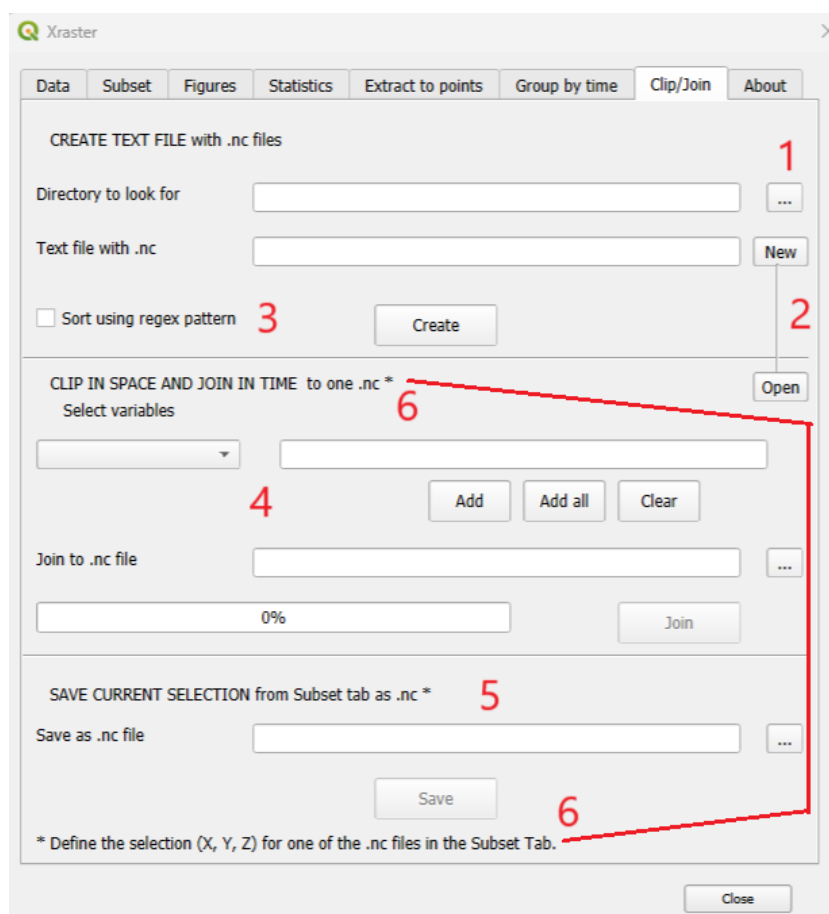 Xraster
Data Subset Figures Statistics Extract to points Group by time Clip/Join About
CREATE TEXT FILE with .nc files
1
Directory to look for ...
Text file with .nc New
2
Sort using regex pattern 3 Create
CLIP IN SPACE AND JOIN IN TIME to one .nc * Open
Select variables 6
4 Add Add all Clear
Join to .nc file ...
0% Join
SAVE CURRENT SELECTION from Subset tab as .nc * 5
Save as .nc file ...
Save 6
* Define the selection (X, Y, Z) for one of the .nc files in the Subset Tab.
Close